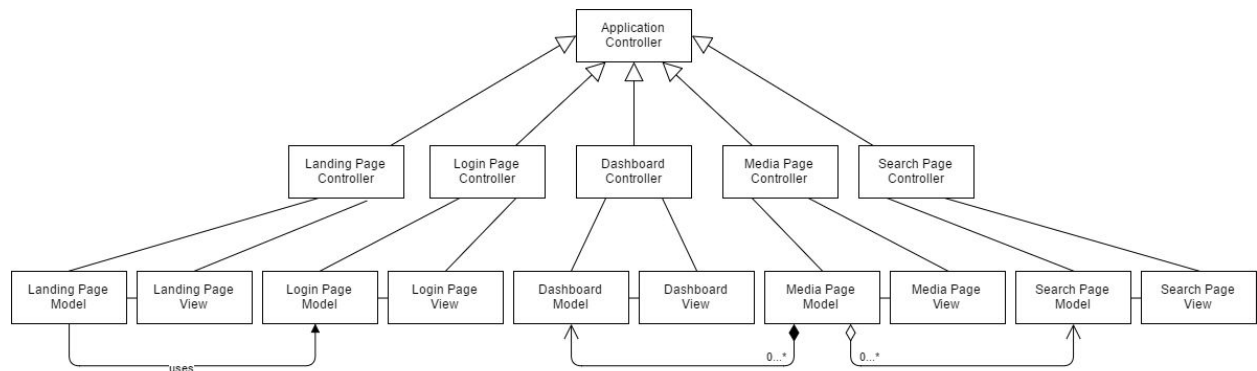 Application
Controller
Landing Page
Controller
Login Page
Controller
Dashboard
Controller
Media Page
Controller
Search Page
Controller
Landing Page
Model
Landing Page
View
Login Page
Model
Login Page
View
Dashboard
Model
Dashboard
View
Media Page
Model
Media Page
View
Search Page
Model
Search Page
View
uses
0...*
0...*